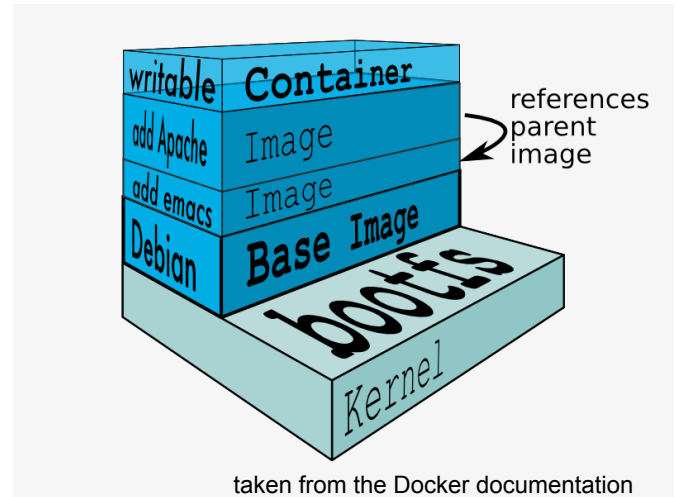 writable Container
add Apache Image
add emacs Image
Debian Base Image
references
parent
image
bootfs
Kernel
taken from the Docker documentation